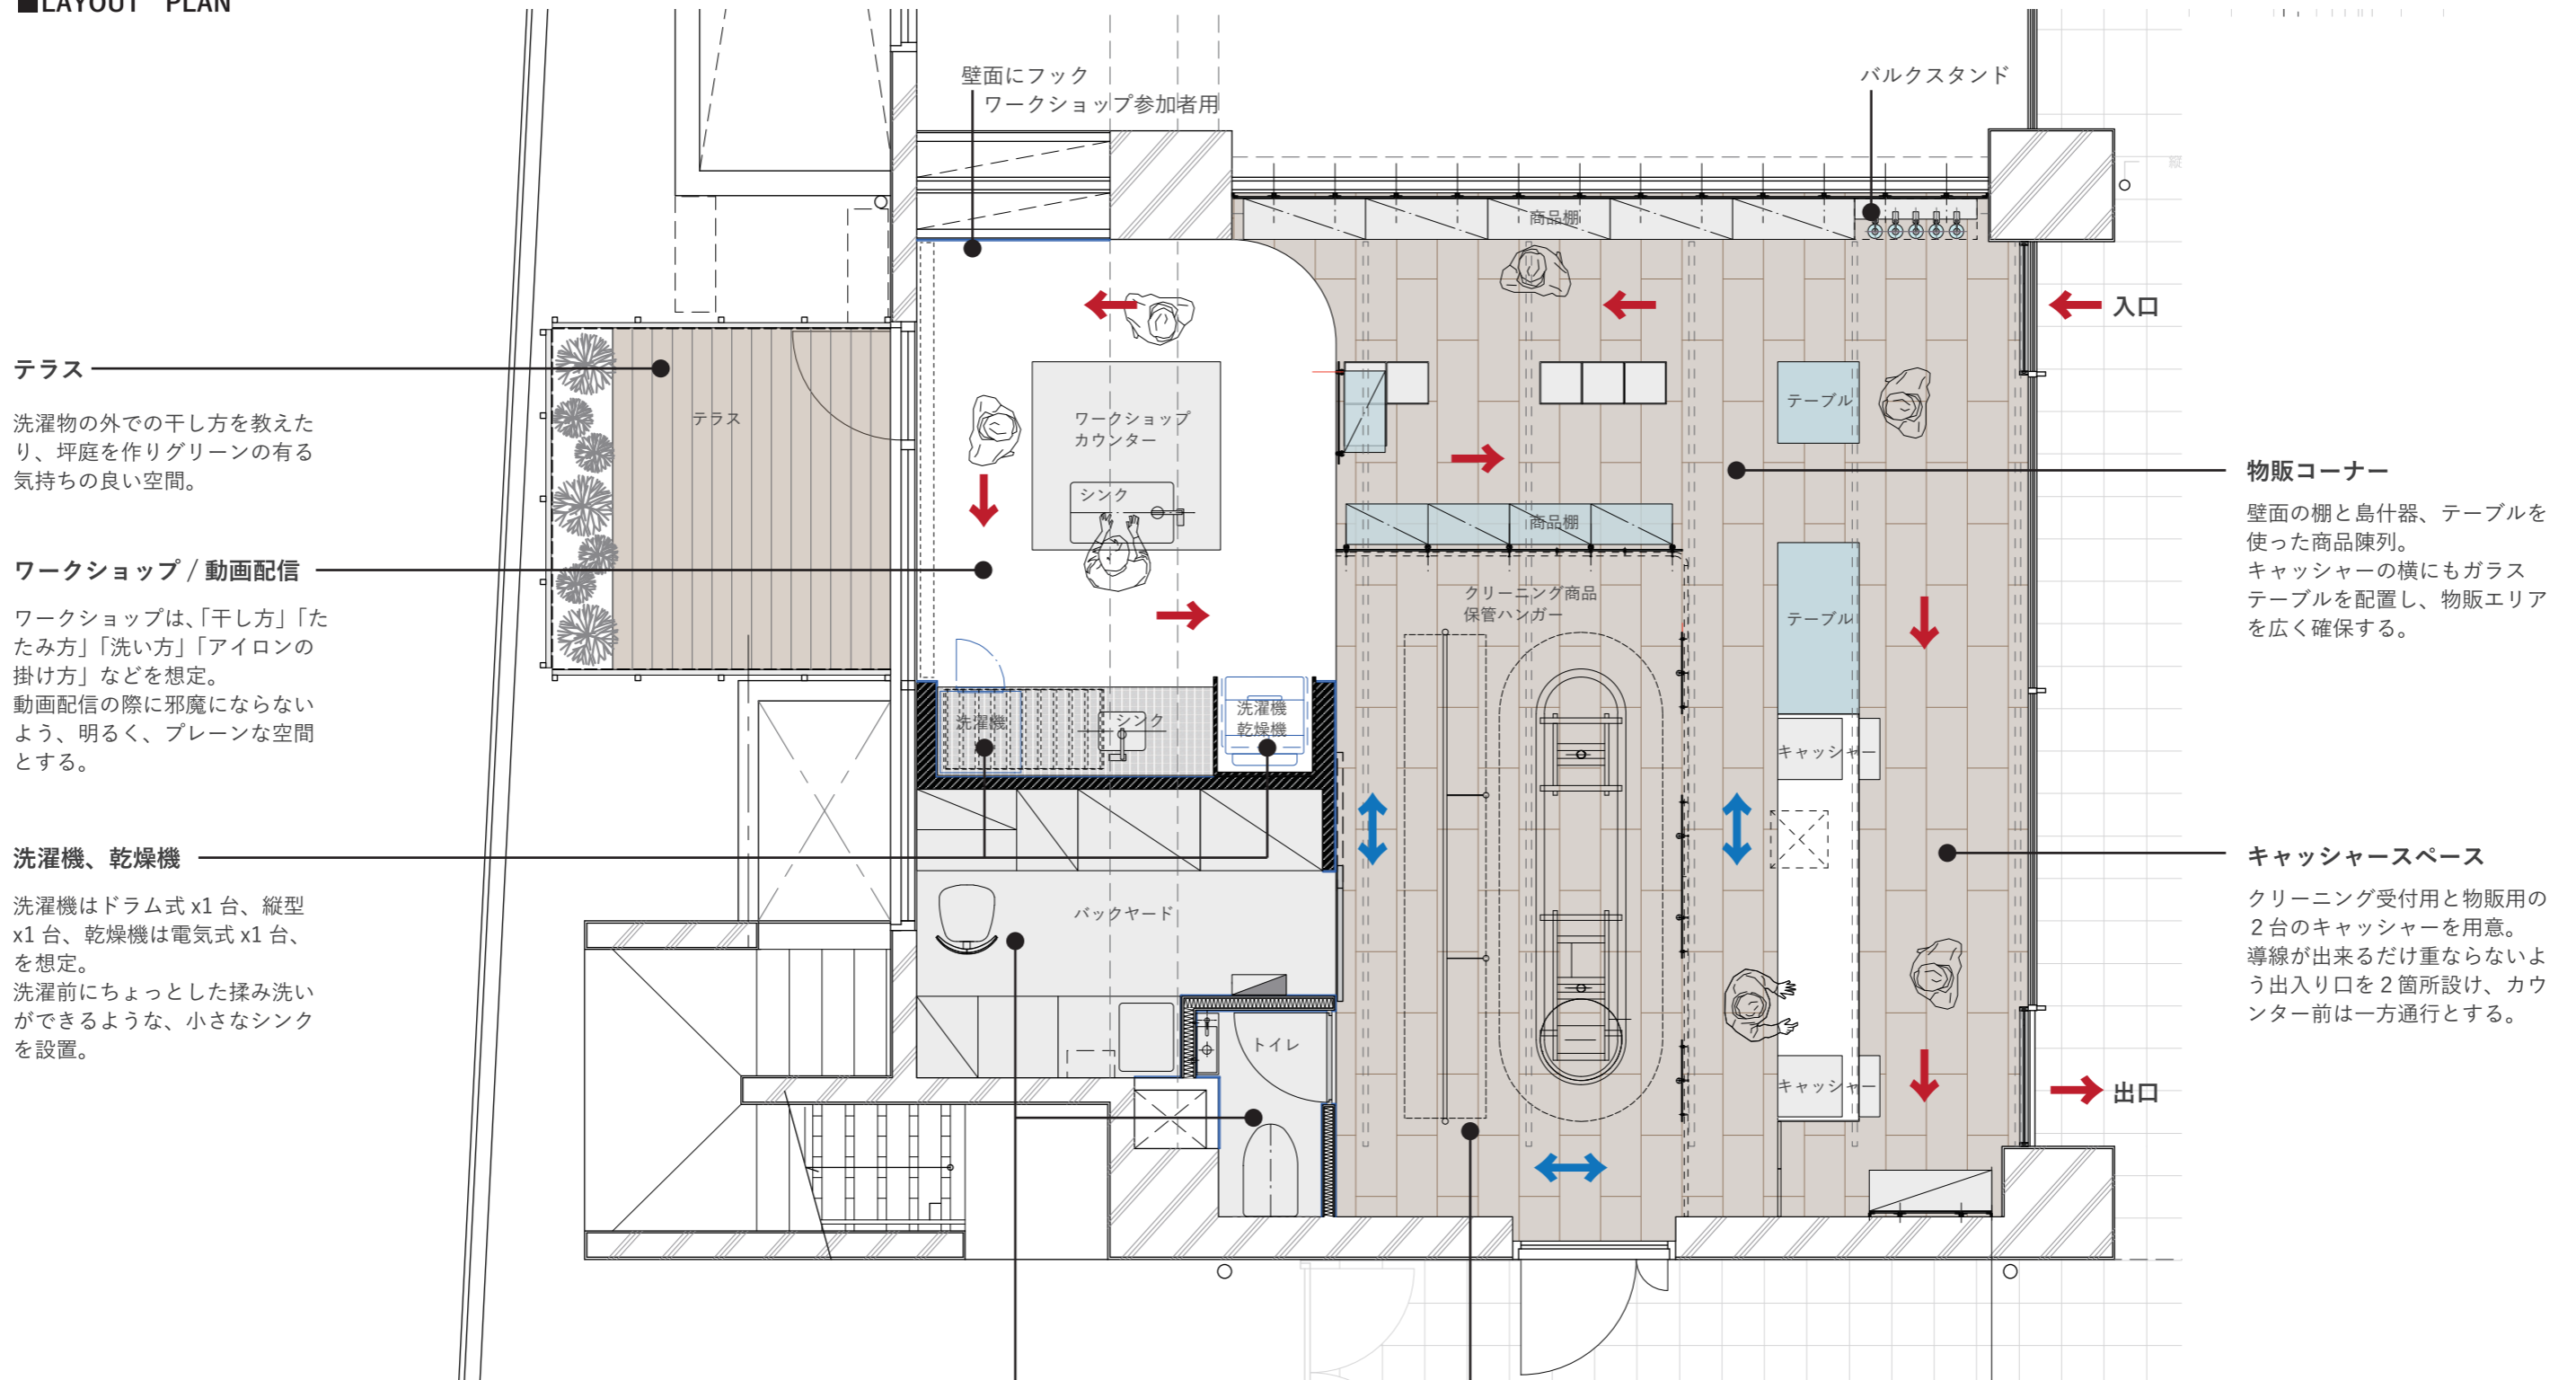 ■LAYOUT PLAN
壁面にフック
ワークショップ参加者用
バルクスタンド
商品棚
入口
テラス
洗濯物の外での干し方を教えた
り、坪庭を作りグリーンの有る
気持ちの良い空間。
テラス
ワークショップ
カウンター
シンク
テーブル
商品棚
物販コーナー
壁面の棚と島什器、テーブルを
使った商品陳列。
キャッシャーの横にもガラス
テーブルを配置し、物販エリア
を広く確保する。
ワークショップ / 動画配信
ワークショップは、「干し方」「た
たみ方」「洗い方」「アイロンの
掛け方」などを想定。
動画配信の際に邪魔にならない
よう、明るく、プレーンな空間
とする。
クリーニング商品
保管ハンガー
テーブル
洗濯機
シンク
洗濯機
乾燥機
キャッシャー
洗濯機、乾燥機
洗濯機はドラム式 x1 台、縦型
x1 台、乾燥機は電気式 x1 台、
を想定。
洗濯前にちょっとした揉み洗い
ができるような、小さなシンク
を設置。
バックヤード
トイレ
キャッシャー
出口
キャッシャースペース
クリーニング受付用と物販用の
２台のキャッシャーを用意。
導線が出来るだけ重ならないよ
う出入り口を２箇所設け、カウ
ンター前は一方通行とする。